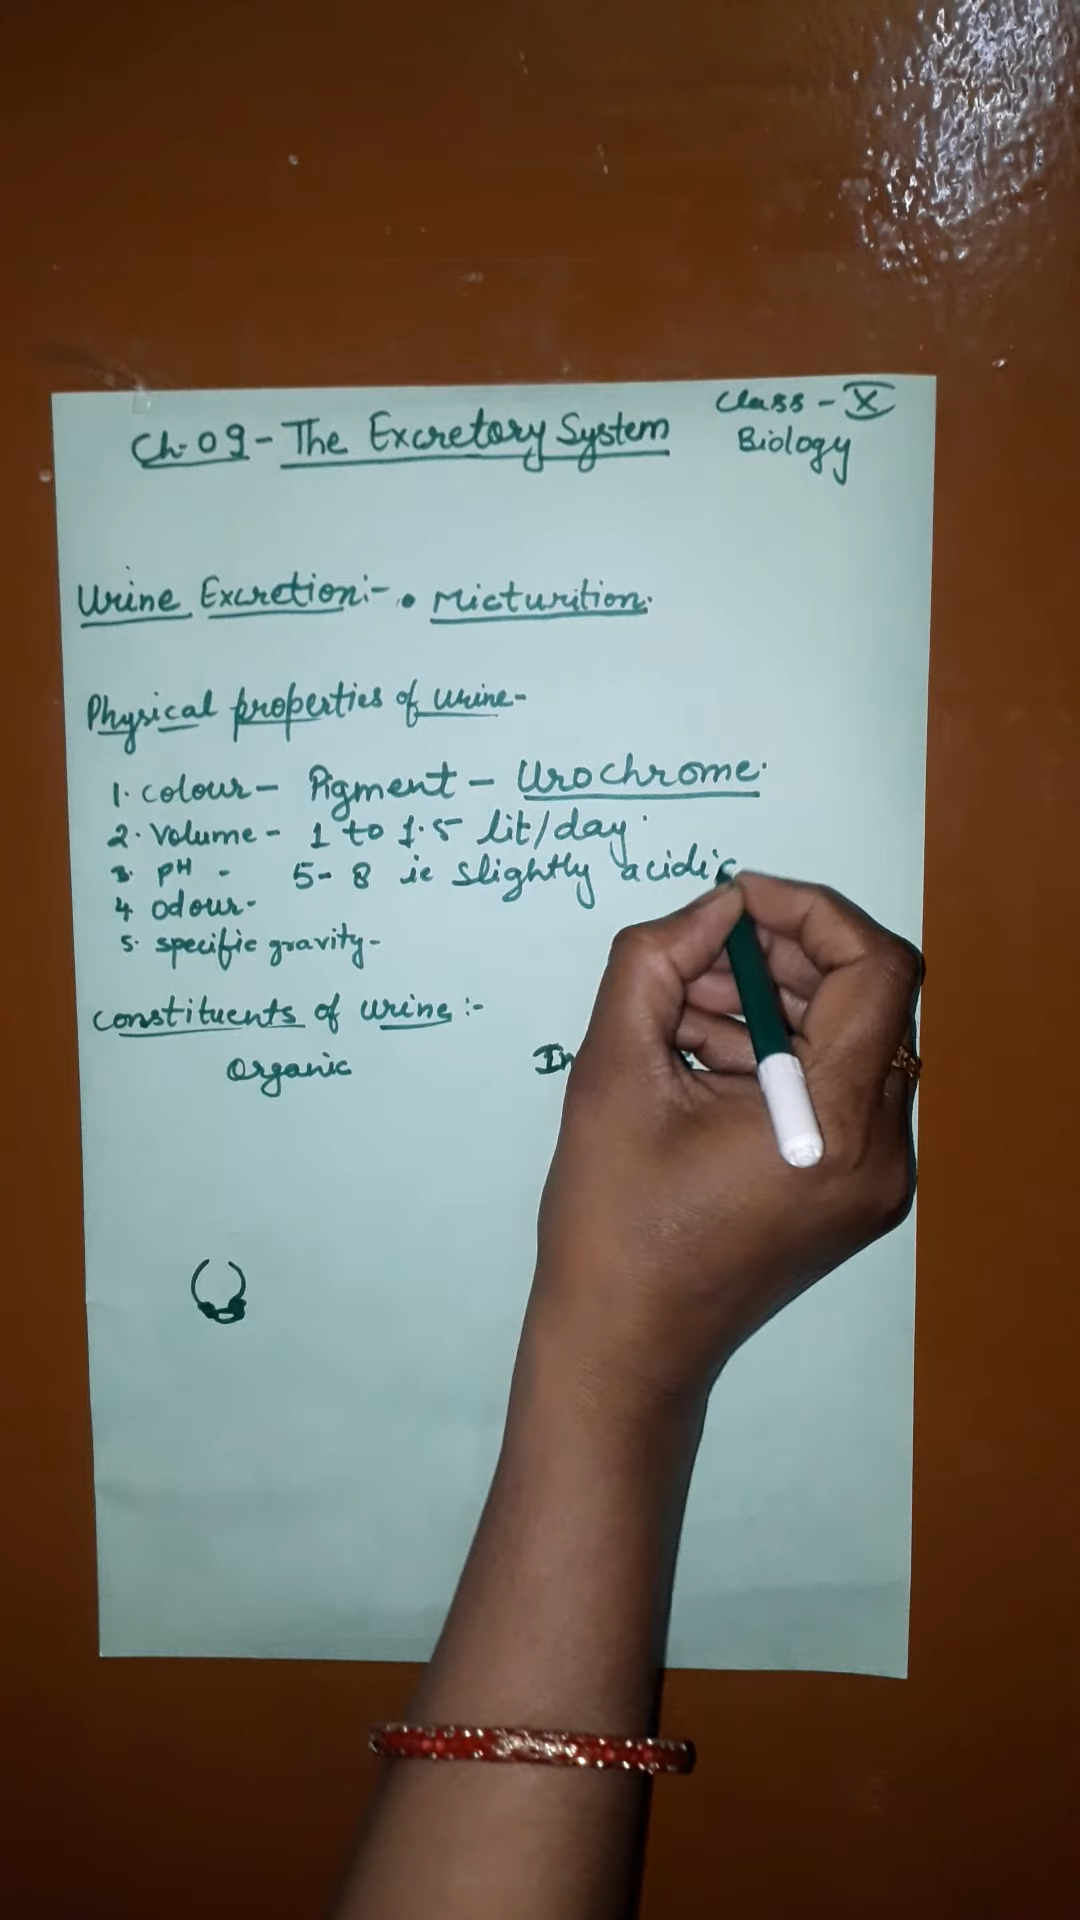 Ch-09 - The Excretory System
Class - X
Biology
Urine Excretion:- • Micturition.
Physical properties of urine-
1. colour - Pigment - Urochrome.
2. Volume - 1 to 1.5 lit/day.
3. pH - 5-8 ie slightly acidic
4 odour-
5. specific gravity-
constituents of urine :-
Organic